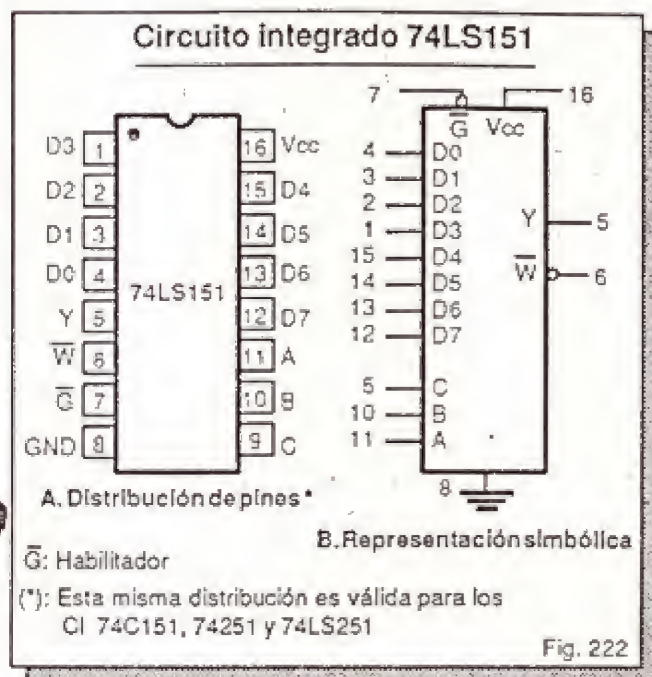 Circuito integrado 74LS151
D3 1 16 Vcc
D2 2 15 D4
D1 3 14 D5
D0 4 13 D6
74LS151
Y 5 12 D7
W 6 11 A
G 7 10 B
GND 8 9 C
A. Distribución de pines *
7 16
G Vcc
4 D0
3 D1
2 D2
1 D3
15 D4
14 D5
13 D6
12 D7
Y 5
W 6
5 C
10 B
11 A
8
B. Representación simbólica
G: Habilitador
(*): Esta misma distribución es válida para los
CI 74C151, 74251 y 74LS251
Fig. 222